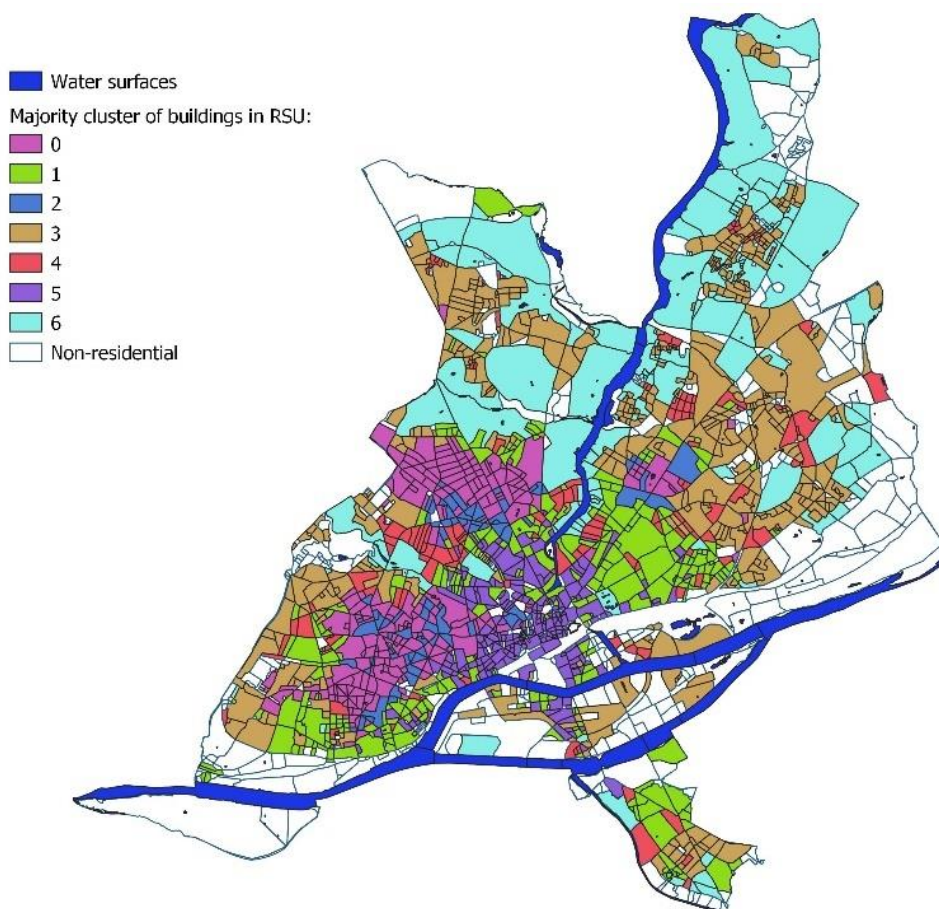 Water surfaces
Majority cluster of buildings in RSU:
0
1
2
3
4
5
6
Non-residential